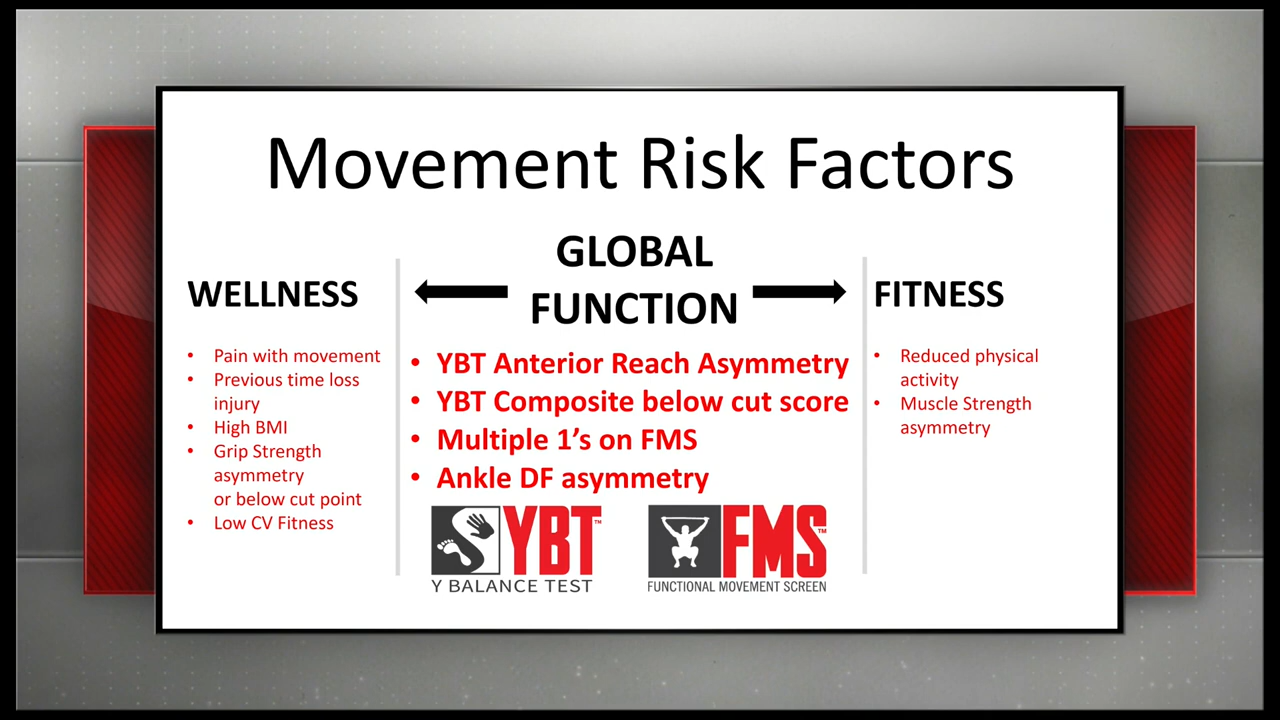 Movement Risk Factors
WELLNESS
• Pain with movement
• Previous time loss
injury
• High BMI
• Grip Strength
asymmetry
or below cut point
• Low CV Fitness
GLOBAL
FUNCTION
• YBT Anterior Reach Asymmetry
• YBT Composite below cut score
• Multiple 1’s on FMS
• Ankle DF asymmetry
YBT™
Y BALANCE TEST
FMS™
FUNCTIONAL MOVEMENT SCREEN
FITNESS
• Reduced physical
activity
• Muscle Strength
asymmetry